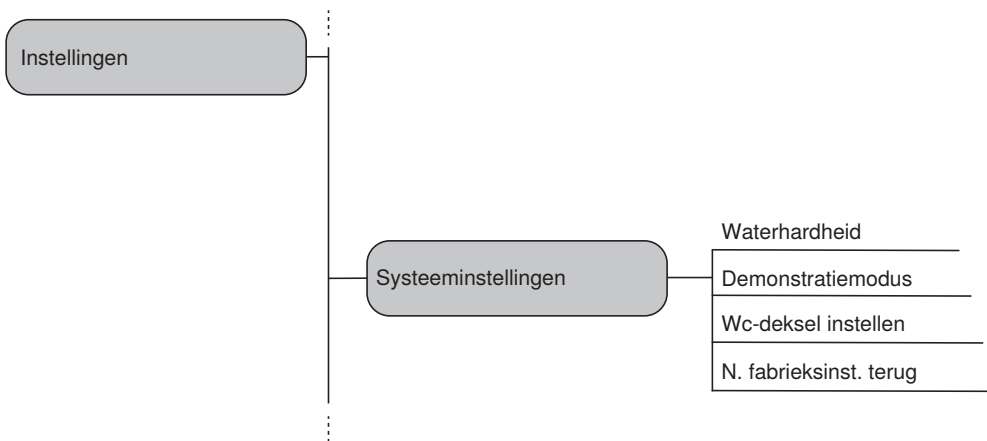 Instellingen
Systeeminstellingen
Waterhardheid
Demonstratiemodus
Wc-deksel instellen
N. fabrieksinst. terug